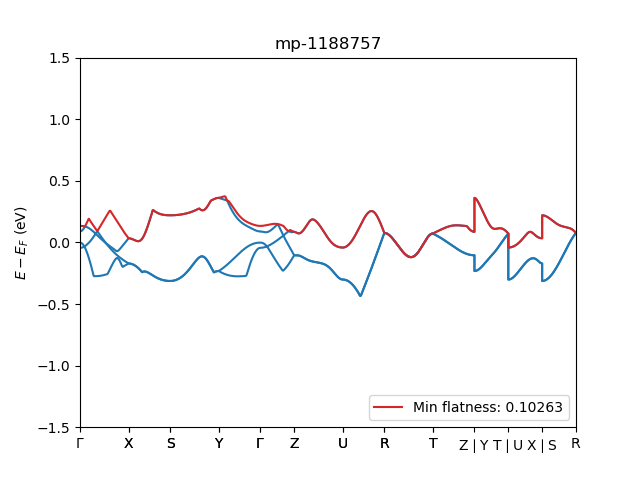 mp-1188757
1.5
1.0
0.5
0.0
−0.5
−1.0
−1.5
E − E_F (eV)
Min flatness: 0.10263
Γ X S Y Γ Z U R T Z | Y T | U X | S R